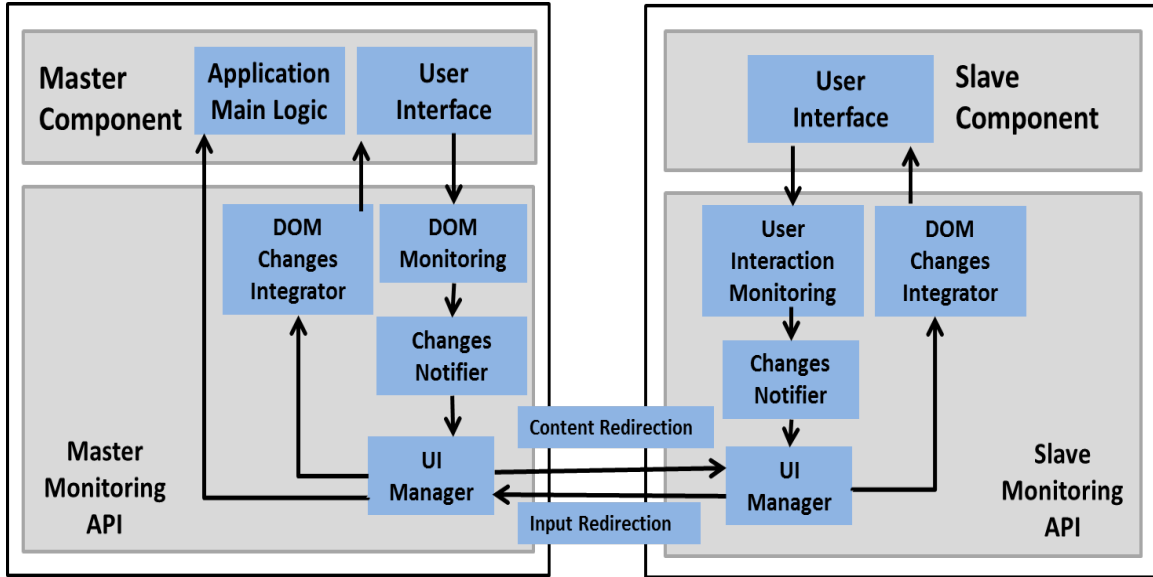 Master
Component
Application
Main Logic
User
Interface
DOM
Changes
Integrator
DOM
Monitoring
Changes
Notifier
UI
Manager
Master
Monitoring
API
Content Redirection
Input Redirection
User
Interface
Slave
Component
User
Interaction
Monitoring
DOM
Changes
Integrator
Changes
Notifier
UI
Manager
Slave
Monitoring
API